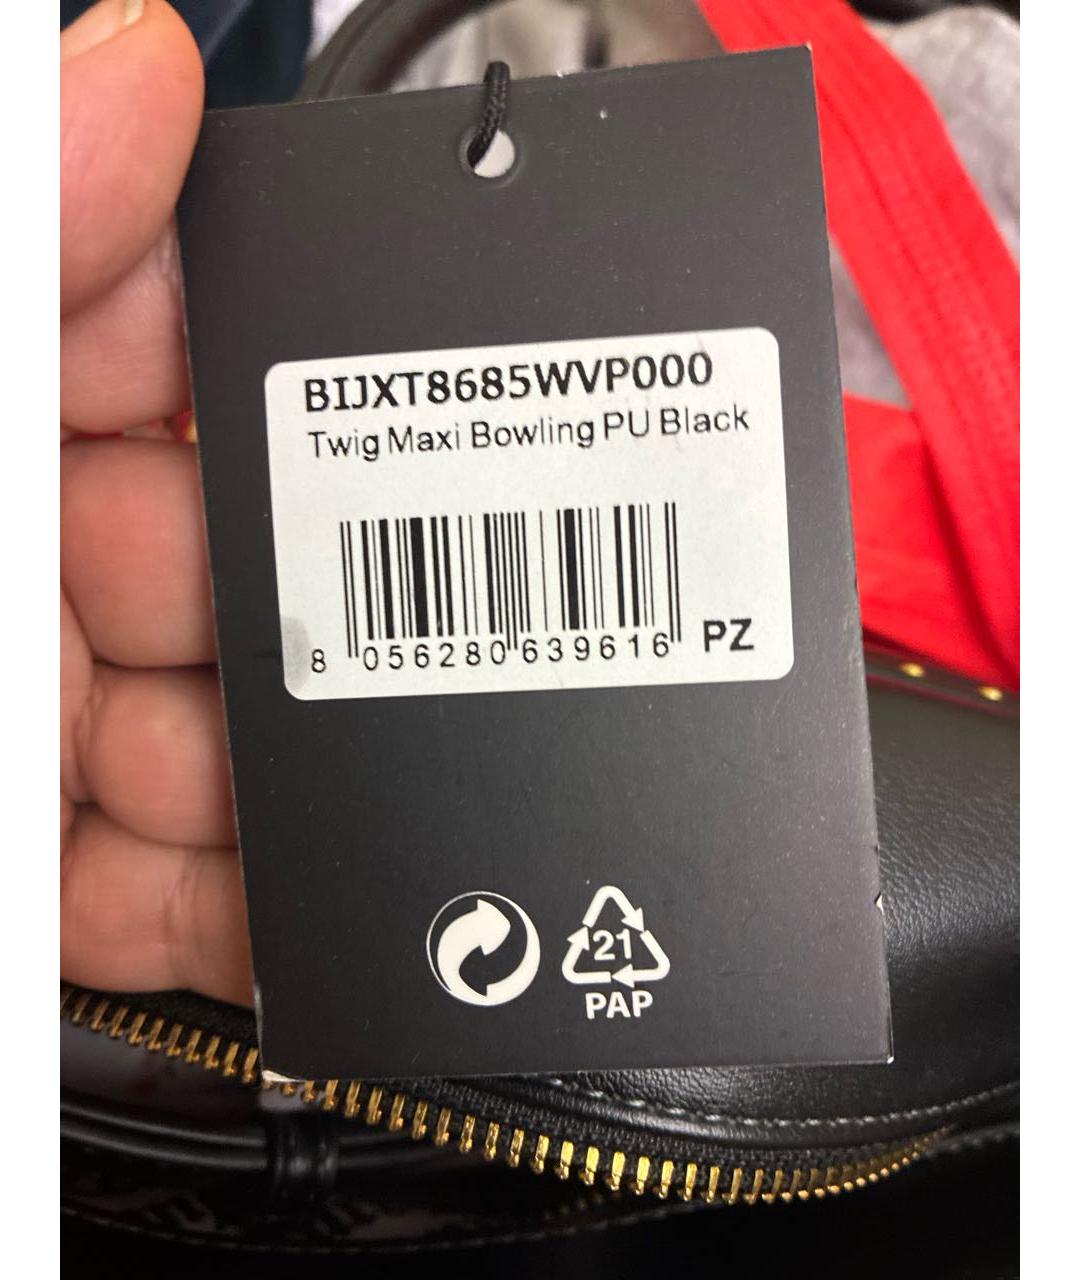 BIJXT8685WVP000
Twig Maxi Bowling PU Black
8 056280 639616 PZ
21
PAP